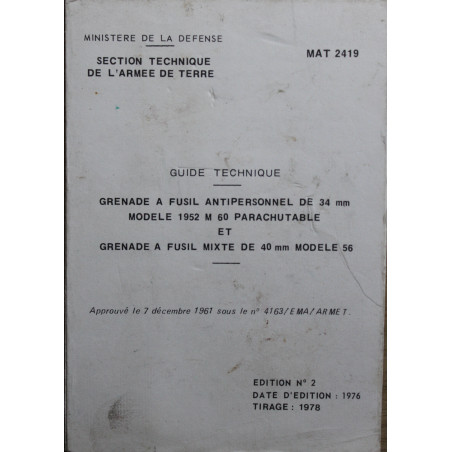 MINISTERE DE LA DEFENSE
MAT 2419
SECTION TECHNIQUE
DE L'ARMEE DE TERRE
GUIDE TECHNIQUE
GRENADE A FUSIL ANTIPERSONNEL DE 34 mm
MODELE 1952 M 60 PARACHUTABLE
ET
GRENADE A FUSIL MIXTE DE 40 mm MODELE 56
Approuvé le 7 décembre 1961 sous le n° 4163/EMA/ARMET.
EDITION N° 2
DATE D'EDITION : 1976
TIRAGE : 1978